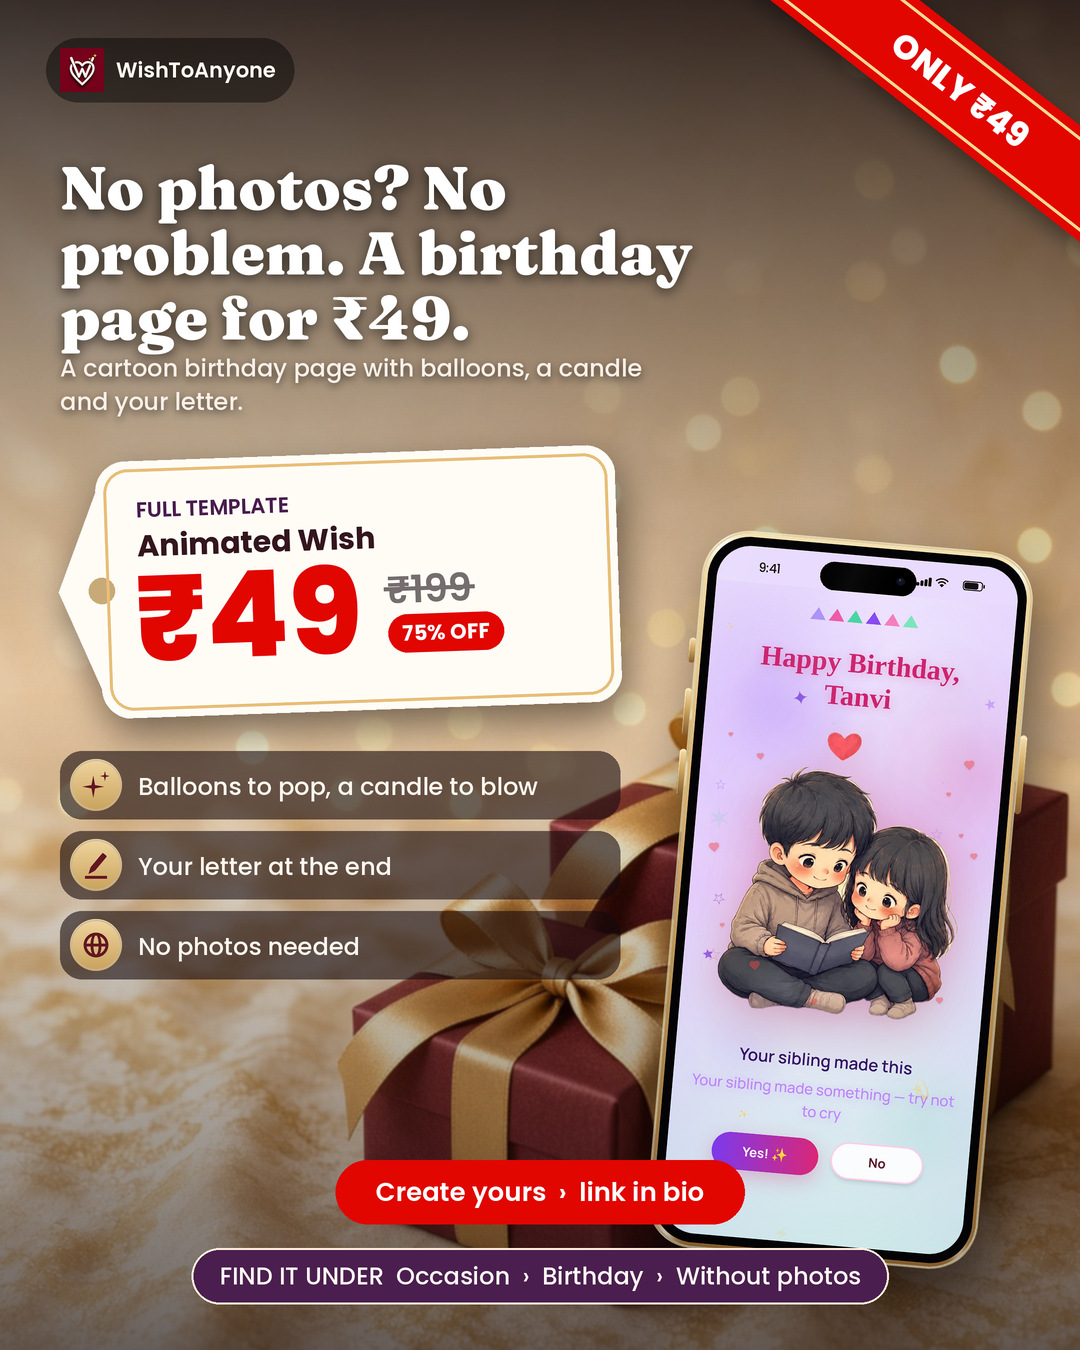 WishToAnyone
ONLY ₹49
No photos? No
problem. A birthday
page for ₹49.
A cartoon birthday page with balloons, a candle
and your letter.
FULL TEMPLATE
Animated Wish
₹49
₹199
75% OFF
Balloons to pop, a candle to blow
Your letter at the end
No photos needed
9:41
Happy Birthday,
Tanvi
Your sibling made this
Your sibling made something – try not
to cry
Yes! ✨
No
Create yours › link in bio
FIND IT UNDER Occasion › Birthday › Without photos